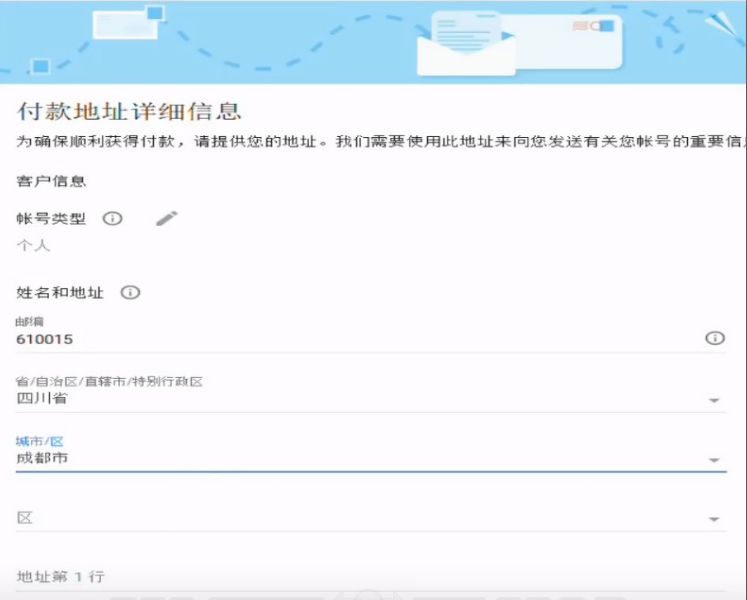 付款地址详细信息
为确保顺利获得付款，请提供您的地址。我们需要使用此地址来向您发送有关您帐号的重要信
客户信息
帐号类型
个人
姓名和地址
邮编
610015
省/自治区/直辖市/特别行政区
四川省
城市/区
成都市
区
地址第 1 行